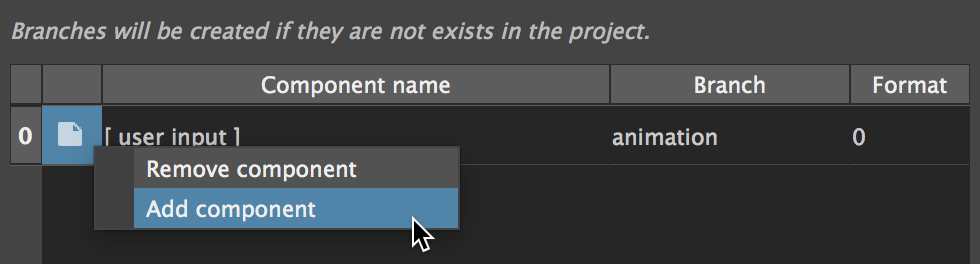 Branches will be created if they are not exists in the project.
Component name Branch Format
0 [ user input ] animation 0
Remove component
Add component